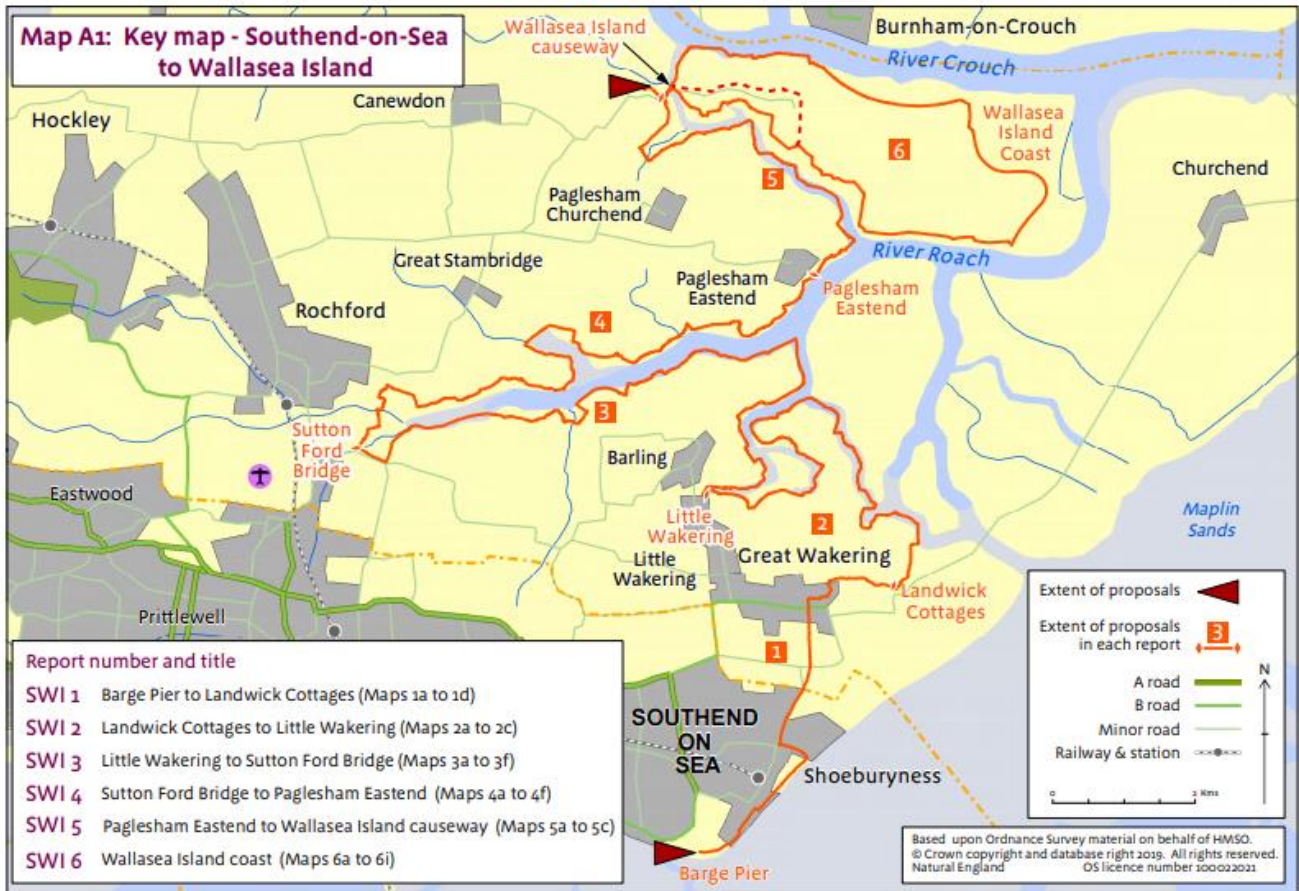 Map A1: Key map - Southend-on-Sea
to Wallasea Island
Wallasea Island
causeway
Burnham-on-Crouch
River Crouch
Canewdon
Hockley
Wallasea
Island
Coast
6
Churchend
5
Paglesham
Churchend
River Roach
Great Stambridge
Paglesham
Eastend
Paglesham
Eastend
Rochford
4
3
Sutton
Ford
Bridge
Barling
Eastwood
Little
Wakering
2
Maplin
Sands
Little
Wakering
Great Wakering
Landwick
Cottages
Prittlewell
1
SOUTHEND
ON
SEA
Shoeburyness
Barge Pier
Report number and title
SWI 1 Barge Pier to Landwick Cottages (Maps 1a to 1d)
SWI 2 Landwick Cottages to Little Wakering (Maps 2a to 2c)
SWI 3 Little Wakering to Sutton Ford Bridge (Maps 3a to 3f)
SWI 4 Sutton Ford Bridge to Paglesham Eastend (Maps 4a to 4f)
SWI 5 Paglesham Eastend to Wallasea Island causeway (Maps 5a to 5c)
SWI 6 Wallasea Island coast (Maps 6a to 6i)
Extent of proposals
Extent of proposals
in each report
3
A road
B road
Minor road
Railway & station
N
0 2 Kms
Based upon Ordnance Survey material on behalf of HMSO.
© Crown copyright and database right 2019. All rights reserved.
Natural England OS licence number 100022021